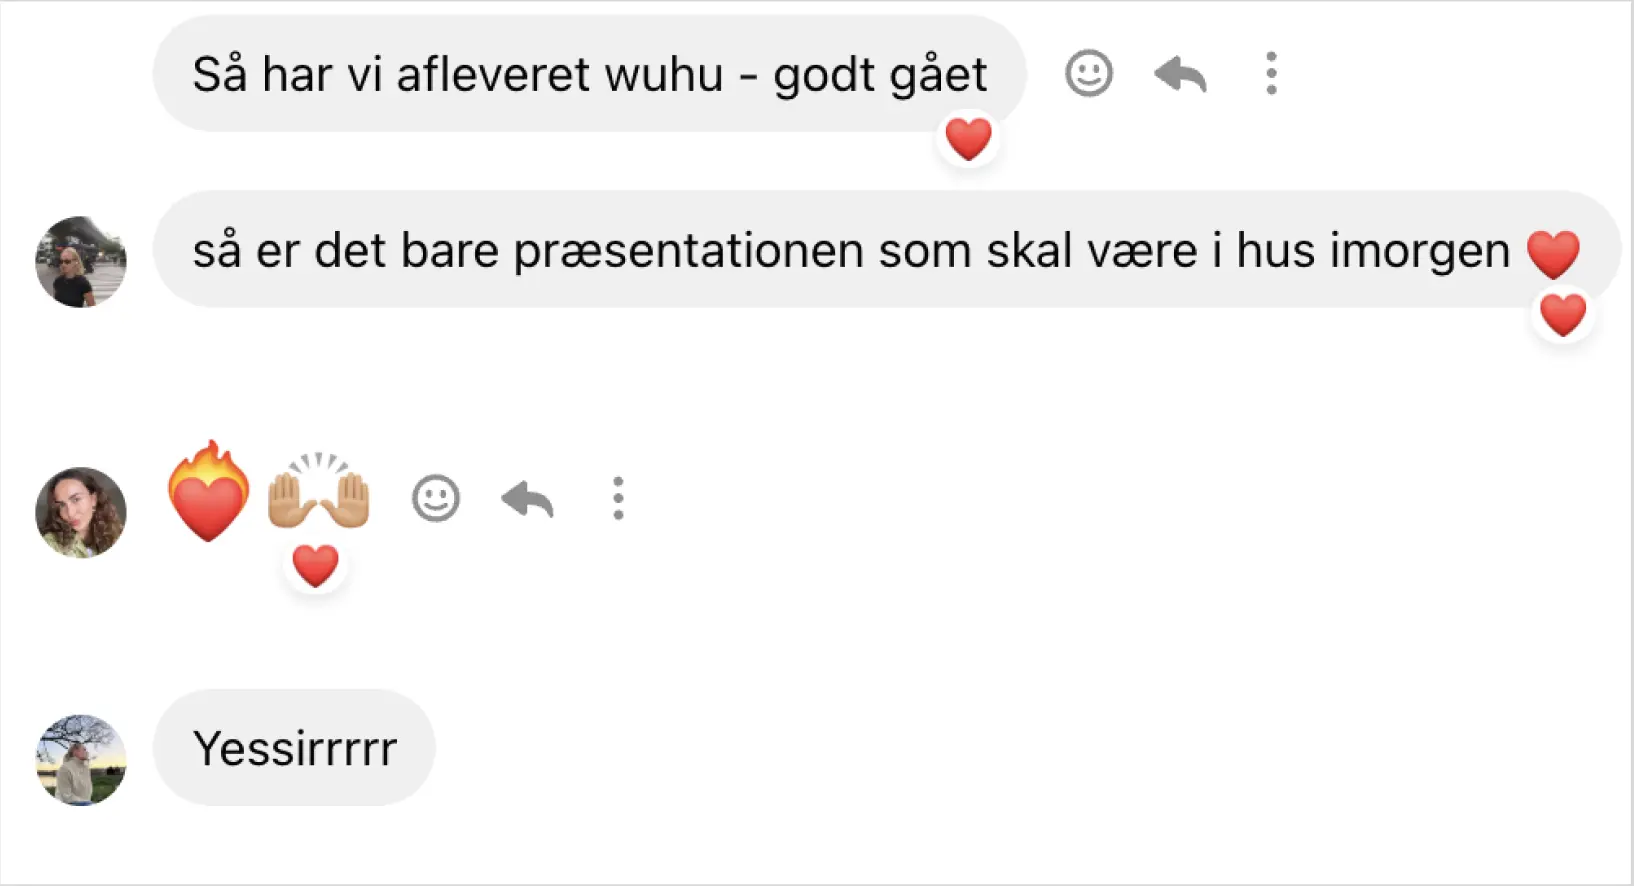 Så har vi afleveret wuhu - godt gået
så er det bare præsentationen som skal være i hus imorgen ❤️
Yessirrrrr